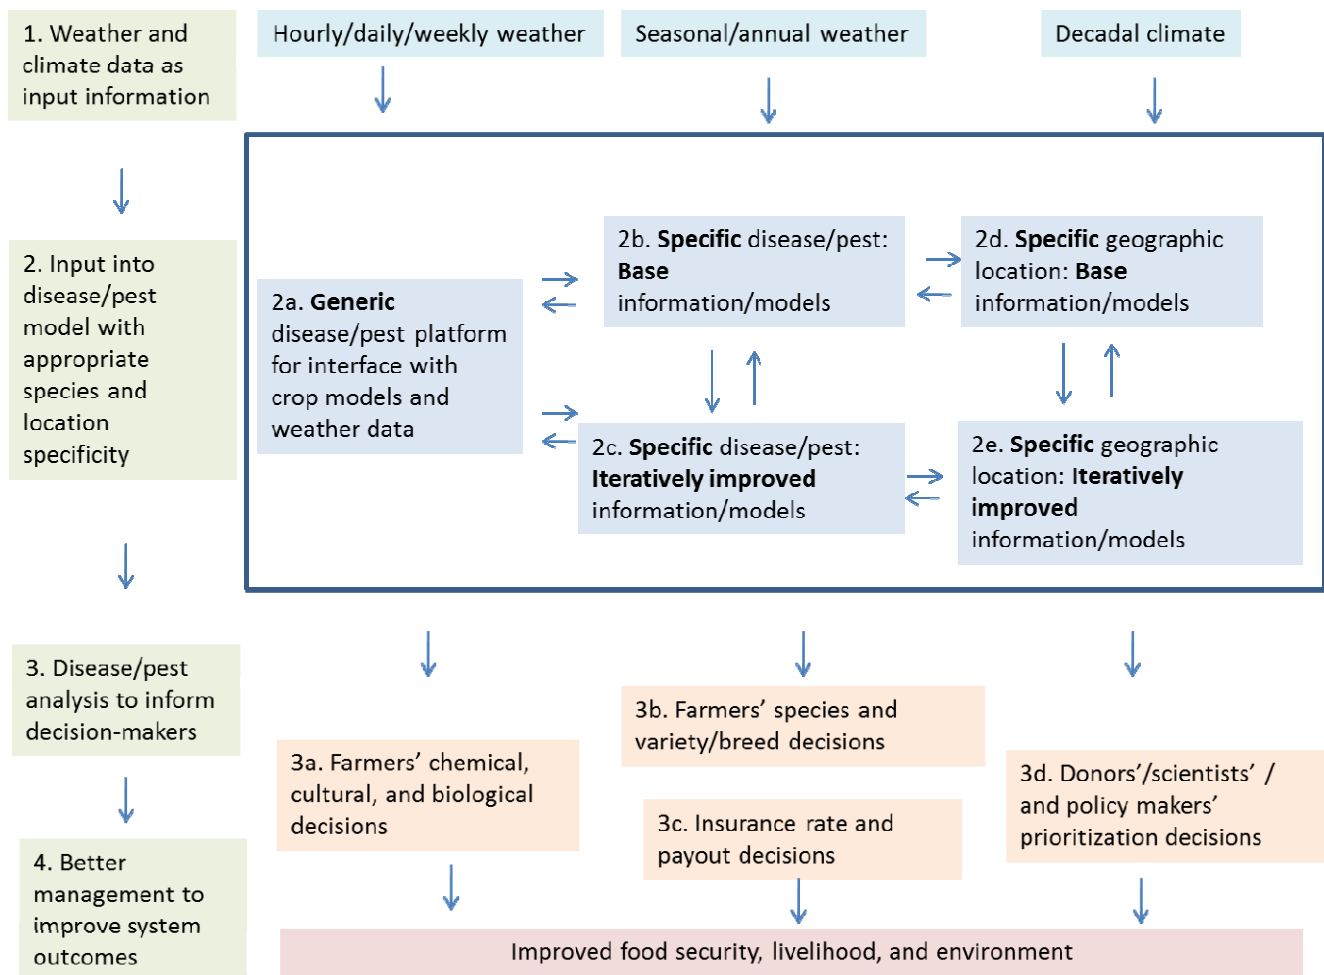 1. Weather and
climate data as
input information
Hourly/daily/weekly weather
Seasonal/annual weather
Decadal climate
2. Input into
disease/pest
model with
appropriate
species and
location
specificity
2a. Generic
disease/pest platform
for interface with
crop models and
weather data
2b. Specific disease/pest:
Base
information/models
2d. Specific geographic
location: Base
information/models
2c. Specific disease/pest:
Iteratively improved
information/models
2e. Specific geographic
location: Iteratively
improved
information/models
3. Disease/pest
analysis to inform
decision-makers
3a. Farmers’ chemical,
cultural, and biological
decisions
3b. Farmers’ species and
variety/breed decisions
3c. Insurance rate and
payout decisions
3d. Donors’/scientists’ /
and policy makers’
prioritization decisions
4. Better
management to
improve system
outcomes
Improved food security, livelihood, and environment